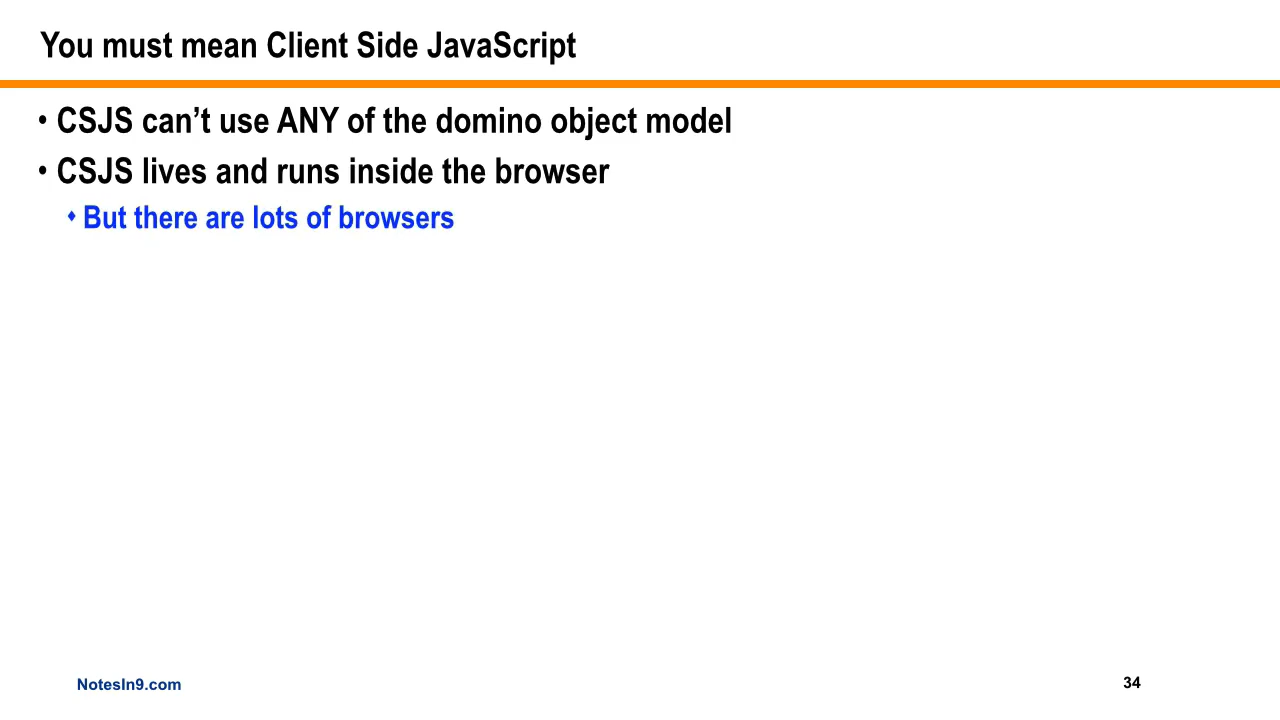 You must mean Client Side JavaScript
• CSJS can’t use ANY of the domino object model
• CSJS lives and runs inside the browser
♦ But there are lots of browsers
NotesIn9.com
34